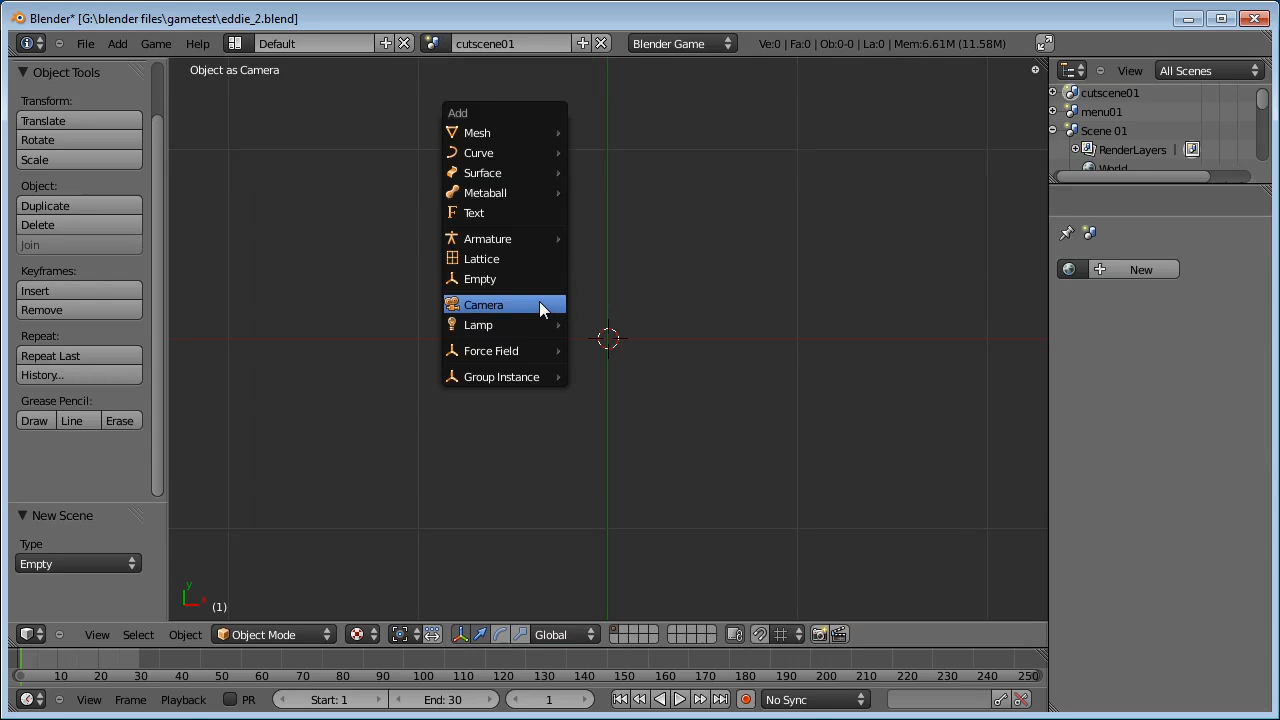 Blender* [G:\blender files\gametest\eddie_2.blend]
File Add Game Help Default cutscene01 Blender Game Ve:0 | Fa:0 | Ob:0-0 | La:0 | Mem:6.61M (11.58M)
Object Tools
Transform:
Translate
Rotate
Scale
Object:
Duplicate
Delete
Join
Keyframes:
Insert
Remove
Repeat:
Repeat Last
History...
Grease Pencil:
Draw Line Erase
New Scene
Type
Empty
Object as Camera
Add
Mesh
Curve
Surface
Metaball
Text
Armature
Lattice
Empty
Camera
Lamp
Force Field
Group Instance
y
x
(1)
View All Scenes
cutscene01
menu01
Scene 01
RenderLayers
World
New
View Select Object Object Mode Global
10 20 30 40 50 60 70 80 90 100 110 120 130 140 150 160 170 180 190 200 210 220 230 240 250
View Frame Playback PR Start: 1 End: 30 1 No Sync